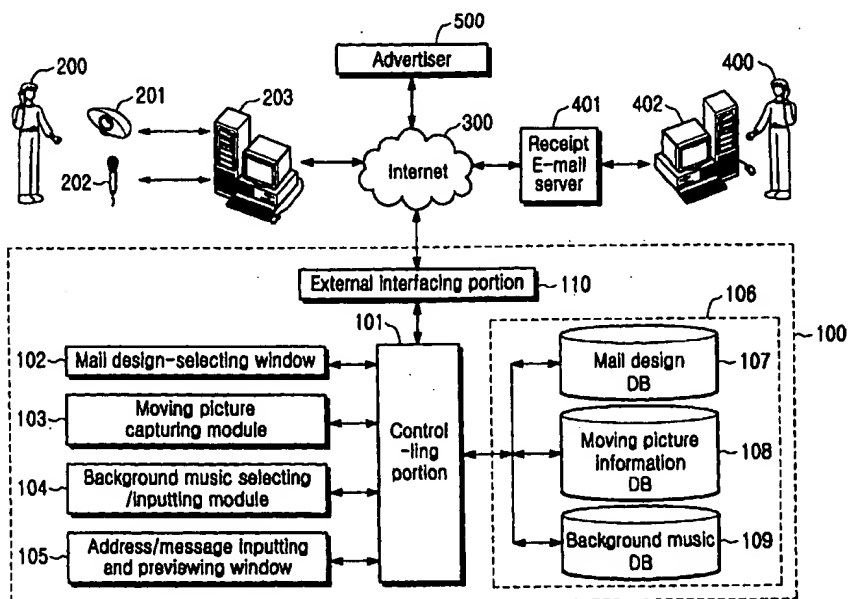 500
Advertiser
200
201
203
202
300
Internet
401
Receipt
E-mail
server
402
400
External interfacing portion
110
101
106
100
102
Mail design-selecting window
103
Moving picture
capturing module
104
Background music selecting
/inputting module
105
Address/message inputting
and previewing window
Control
-ling
portion
Mail design
DB
107
Moving picture
information
DB
108
Background music
DB
109